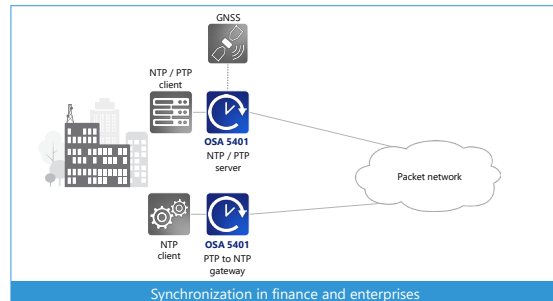 GNSS
NTP / PTP
client
OSA 5401
NTP / PTP
server
Packet network
NTP
client
OSA 5401
PTP to NTP
gateway
Synchronization in finance and enterprises